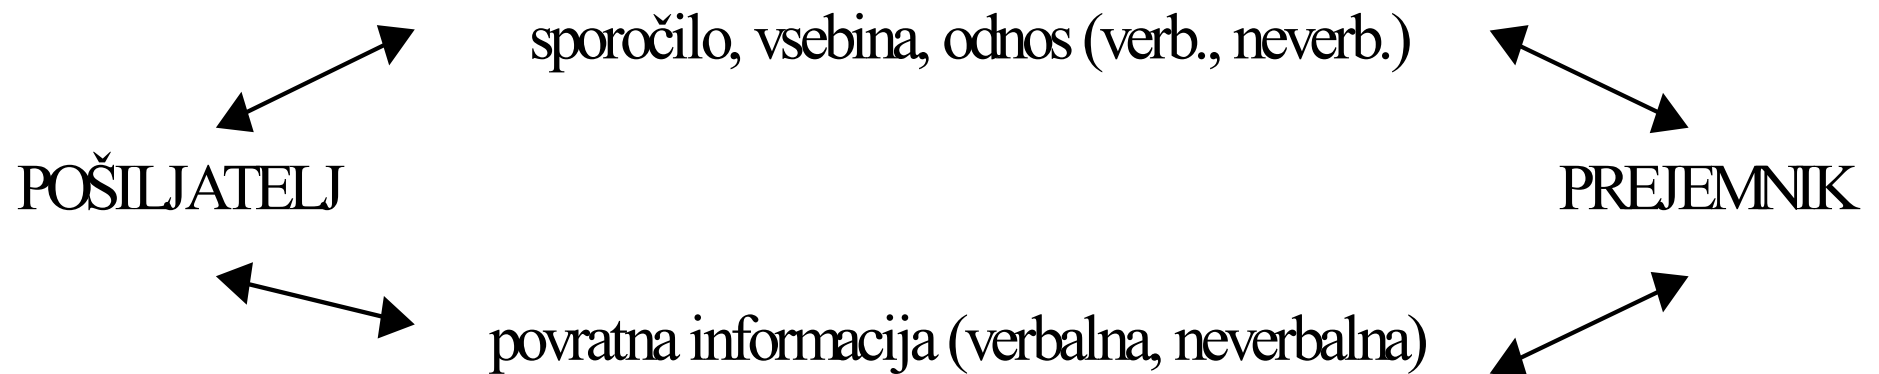 sporočilo, vsebina, odnos (verb., neverb.)
POŠILJATELJ
PREJEMNIK
povratna informacija (verbalna, neverbalna)